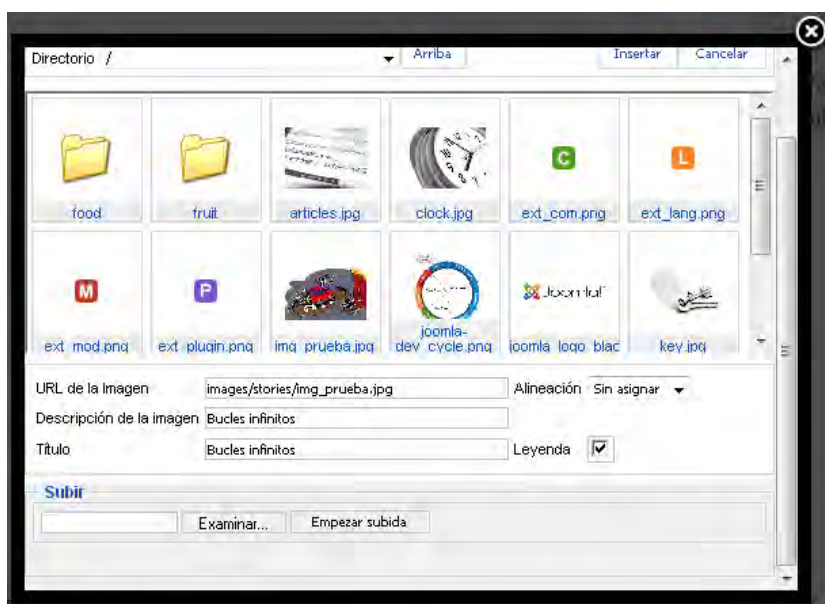 Directorio / Arriba Insertar Cancelar
food fruit articles.jpg clock.jpg ext_com.png ext_lang.png
C L
M P Joomla!
ext_mod.png ext_plugin.png img_prueba.jpg joomla-dev_cycle.png joomla_logo_blac key.jpg
URL de la Imagen images/stories/img_prueba.jpg Alineación Sin asignar
Descripción de la imagen Bucles infinitos
Título Bucles infinitos Leyenda
Subir
Examinar... Empezar subida